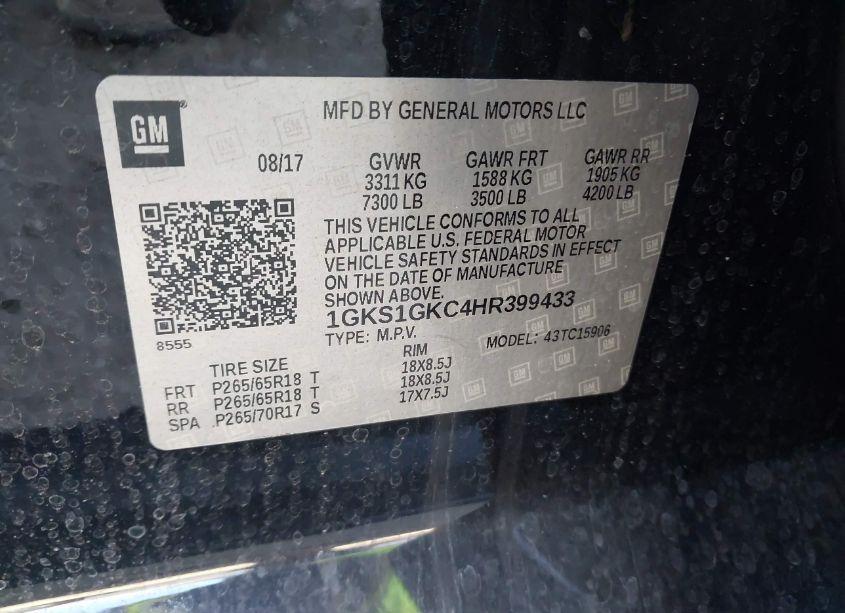 GM
MFD BY GENERAL MOTORS LLC
08/17 GVWR GAWR FRT GAWR RR
3311 KG 1588 KG 1905 KG
7300 LB 3500 LB 4200 LB
THIS VEHICLE CONFORMS TO ALL
APPLICABLE U.S. FEDERAL MOTOR
VEHICLE SAFETY STANDARDS IN EFFECT
ON THE DATE OF MANUFACTURE
SHOWN ABOVE.
1GKS1GKC4HR399433
8555
TYPE: M.P.V. MODEL: 43TC15906
TIRE SIZE RIM
FRT P265/65R18 T 18X8.5J
RR P265/65R18 T 18X8.5J
SPA P265/70R17 S 17X7.5J